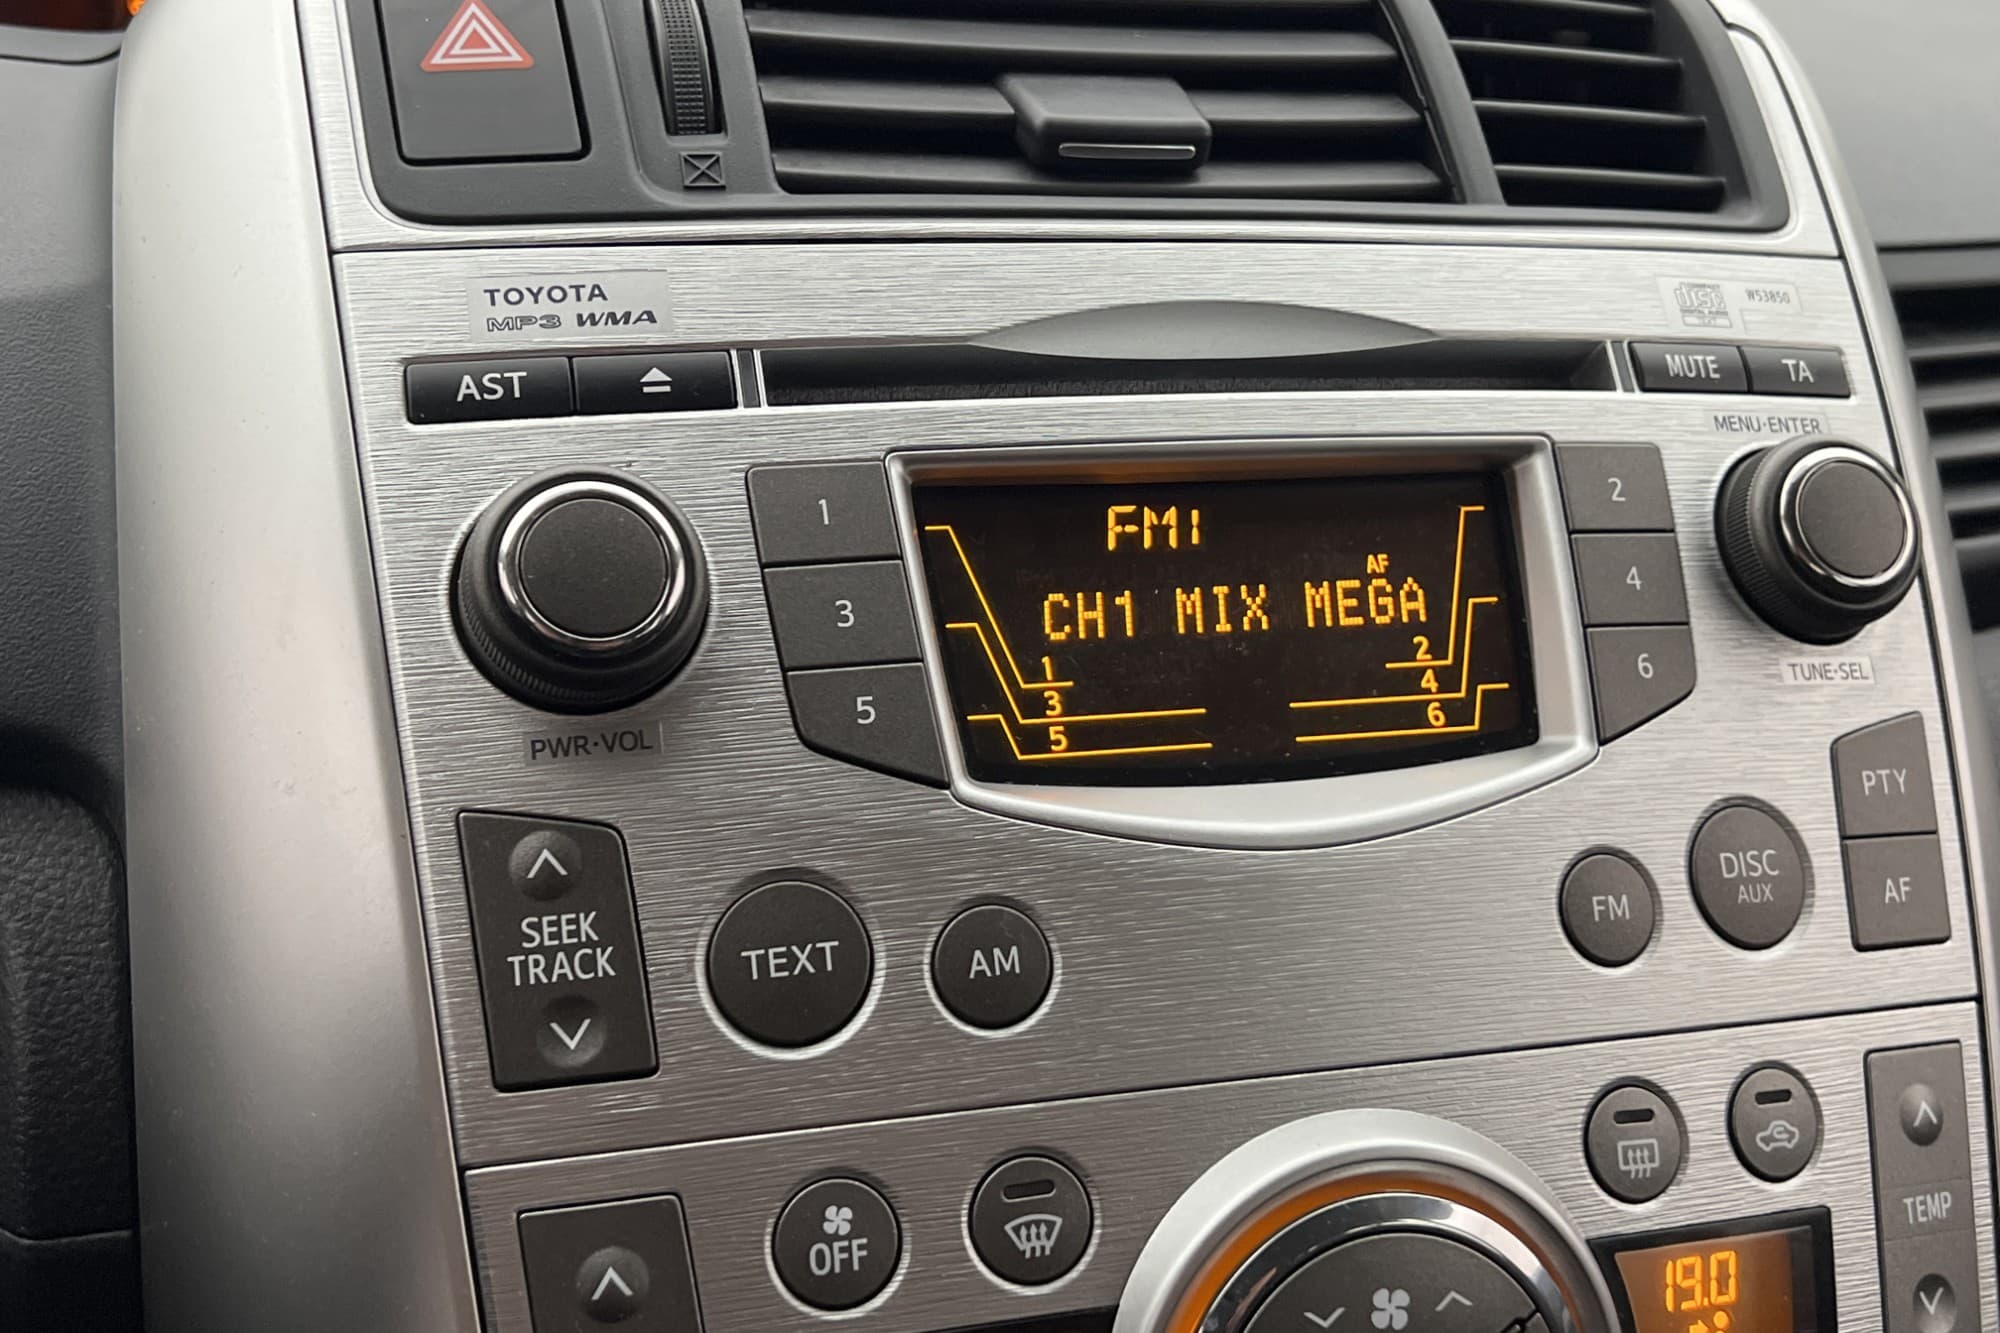 TOYOTA
MP3 WMA
disc
W53850
AST
MUTE
TA
MENU·ENTER
1
2
FM1
AF
3
4
CH1 MIX MEGA
1
2
3
4
5
6
5
6
PWR·VOL
TUNE·SEL
PTY
SEEK
TRACK
TEXT
AM
FM
DISC
AUX
AF
OFF
TEMP
19.0